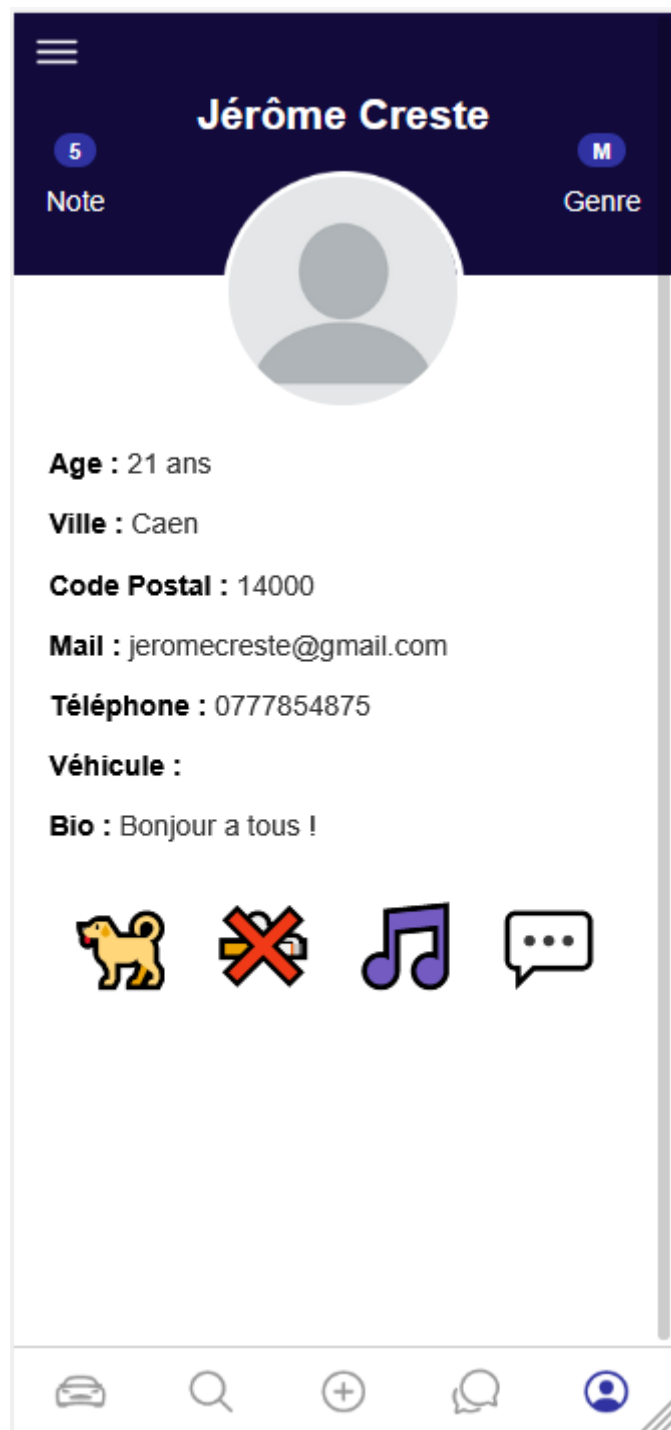 Jérôme Creste
5
M
Note
Genre
Age : 21 ans
Ville : Caen
Code Postal : 14000
Mail : jeromecreste@gmail.com
Téléphone : 0777854875
Véhicule :
Bio : Bonjour a tous !